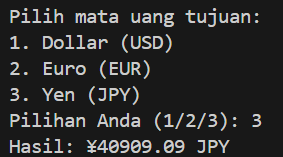 Pilih mata uang tujuan:
1. Dollar (USD)
2. Euro (EUR)
3. Yen (JPY)
Pilihan Anda (1/2/3): 3
Hasil: ¥40909.09 JPY